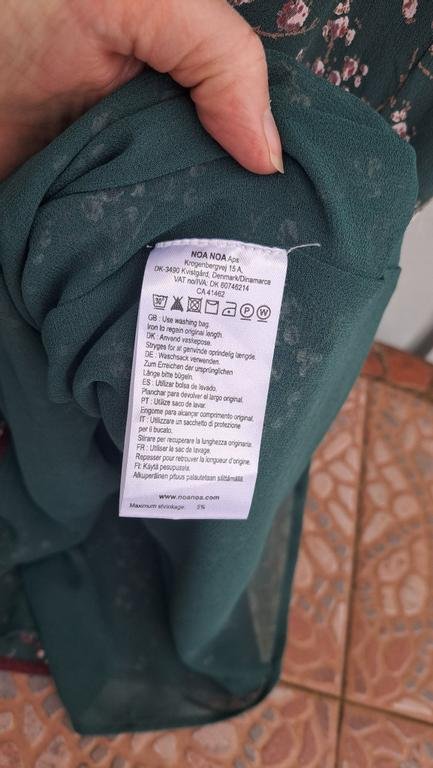 NOA NOA Aps
Krogenbergvej 15 A,
DK-3490 Kvistgård, Denmark/Dinamarca
VAT no/IVA: DK 60746214
CA 41462
30° P W
GB : Use washing bag.
Iron to regain original length.
DK : Anvend vaskepose.
Stryges for at genvinde oprindelig længde.
DE : Waschsack verwenden.
Zum Erreichen der ursprünglichen
Länge bitte bügeln.
ES : Utilizar bolsa de lavado.
Planchar para devolver el largo original.
PT : Utilize saco de lavar.
Engome para alcançar comprimento original.
IT : Utilizzare un sacchetto di protezione
per il bucato.
Stirare per recuperare la lunghezza originaria.
FR : Utiliser le sac de lavage.
Repasser pour retrouver la longueur d'origine.
FI: Käytä pesupussia.
Alkuperäinen pituus palautetaan silittämällä.
www.noanoa.com
Maximum shrinkage: 5%